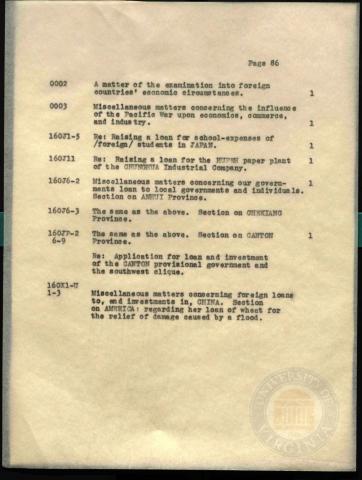 Page 86
0002 A matter of the examination into foreign
countries' economic circumstances. 1
0003 Miscellaneous matters concerning the influence
of the Pacific War upon economics, commerce,
and industry. 1
160J1-5 Re: Raising a loan for school-expenses of
/foreign/ students in JAPAN. 1
160J11 Re: Raising a loan for the HUPEH paper plant 1
of the CHUNGHUA Industrial Company.
160J6-2 Miscellaneous matters concerning our govern- 1
ments loan to local governments and individuals.
Section on ANHUI Province.
160J6-3 The same as the above. Section on CHEKIANG
Province.
The same as the above. Section on CANTON 1
6-9 Province.
Re: Application for loan and investment
of the CANTON provisional government and
the southwest clique.
160X1-U
1-3 Miscellaneous matters concerning foreign loans
to, and investments in, CHINA. Section
on AMERICA: regarding her loan of wheat for
the relief of damage caused by a flood.
UNIVERSITY OF
VIRGINIA